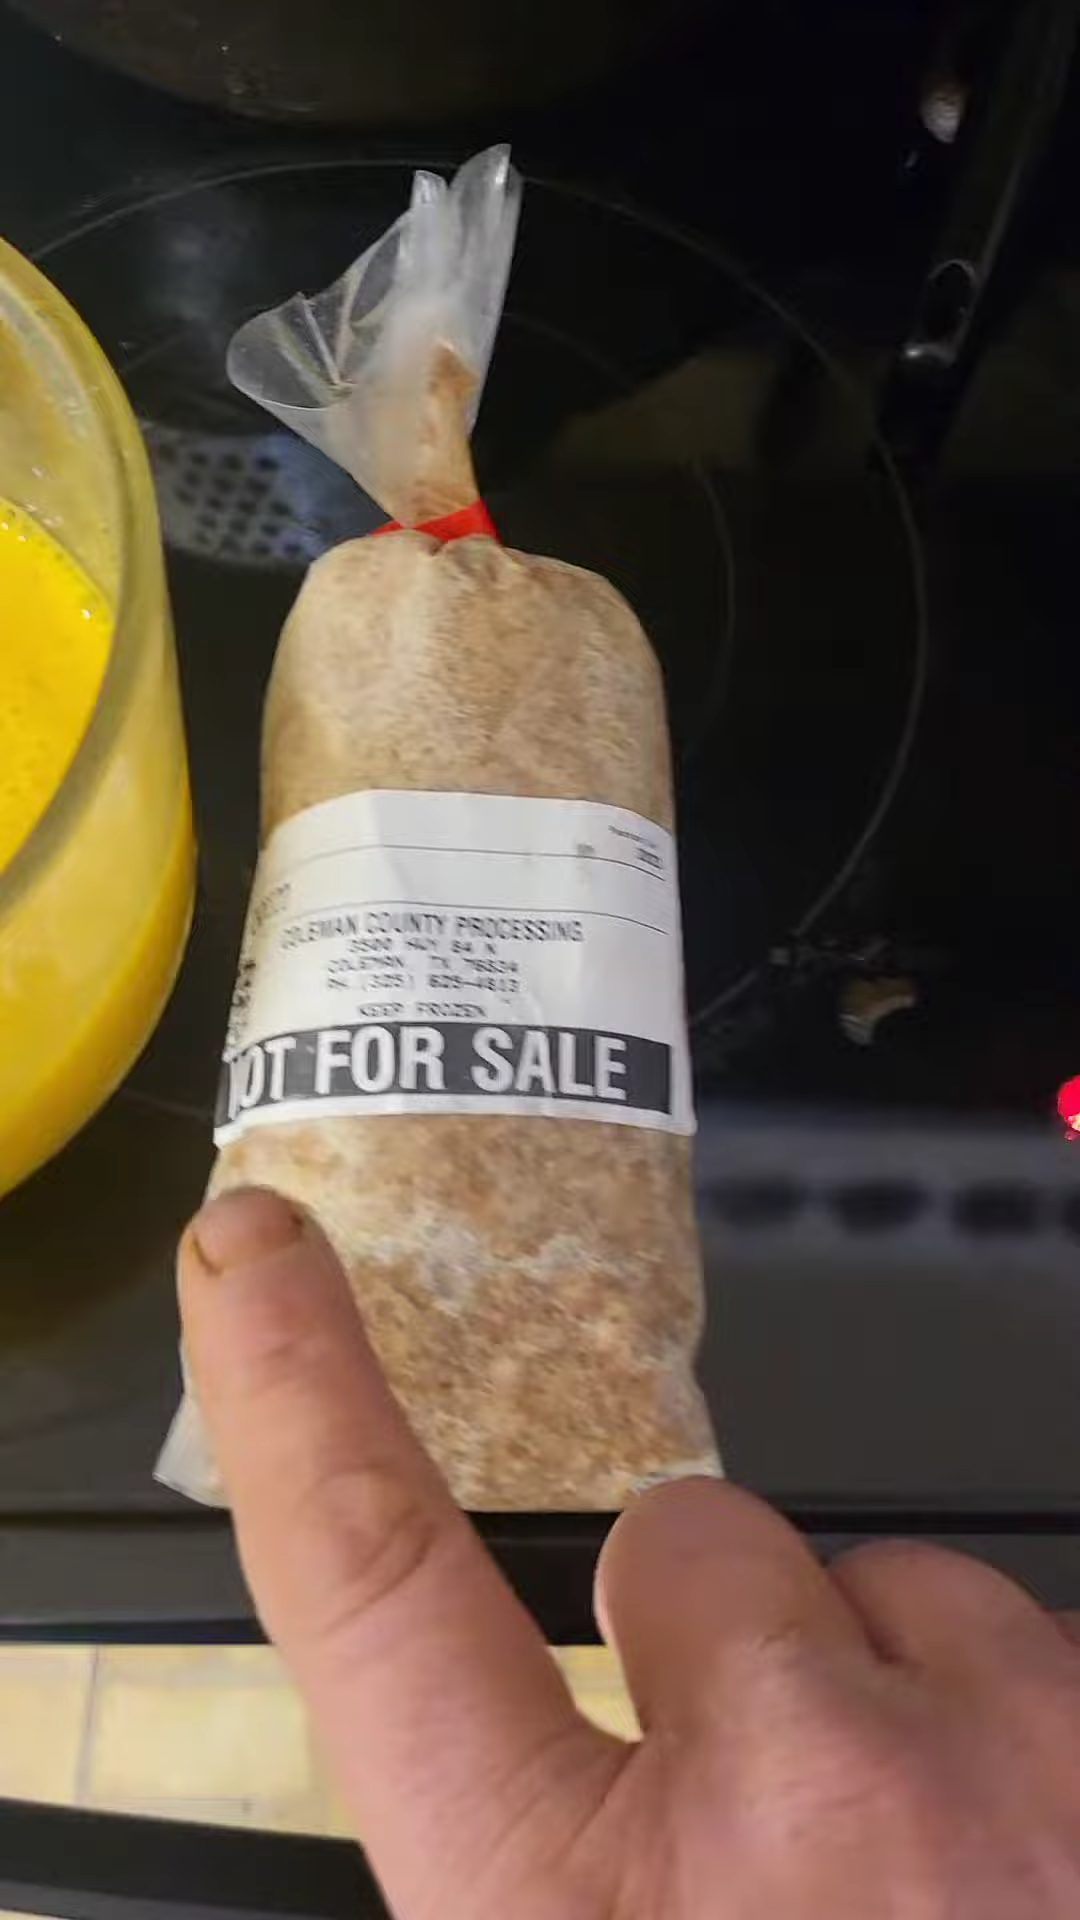 COLEMAN COUNTY PROCESSING
3500 HWY 84 N
COLEMAN TX 76834
PH (325) 625-4813
KEEP FROZEN
NOT FOR SALE